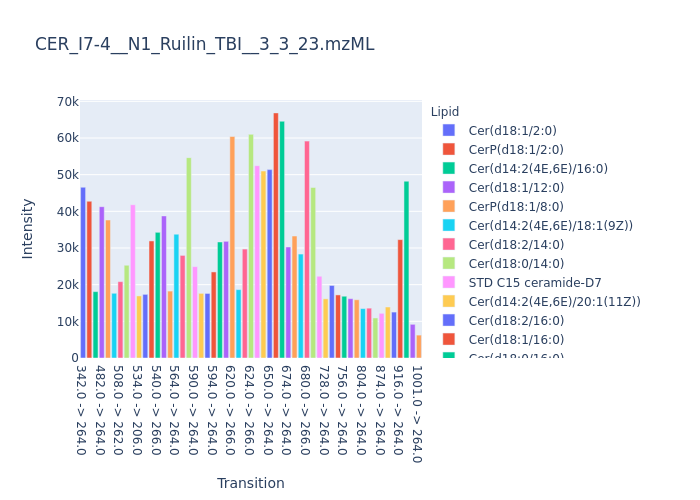 CER_I7-4__N1_Ruilin_TBI__3_3_23.mzML
Lipid
Cer(d18:1/2:0)
CerP(d18:1/2:0)
Cer(d14:2(4E,6E)/16:0)
Cer(d18:1/12:0)
CerP(d18:1/8:0)
Cer(d14:2(4E,6E)/18:1(9Z))
Cer(d18:2/14:0)
Cer(d18:0/14:0)
STD C15 ceramide-D7
Cer(d14:2(4E,6E)/20:1(11Z))
Cer(d18:2/16:0)
Cer(d18:1/16:0)
Cer(d18:0/16:0)
Intensity
70k
60k
50k
40k
30k
20k
10k
0
342.0 -> 264.0
482.0 -> 264.0
508.0 -> 262.0
534.0 -> 206.0
540.0 -> 266.0
564.0 -> 264.0
590.0 -> 264.0
594.0 -> 264.0
620.0 -> 266.0
624.0 -> 266.0
650.0 -> 264.0
674.0 -> 264.0
680.0 -> 264.0
728.0 -> 264.0
756.0 -> 264.0
804.0 -> 264.0
874.0 -> 264.0
916.0 -> 264.0
1001.0 -> 264.0
Transition